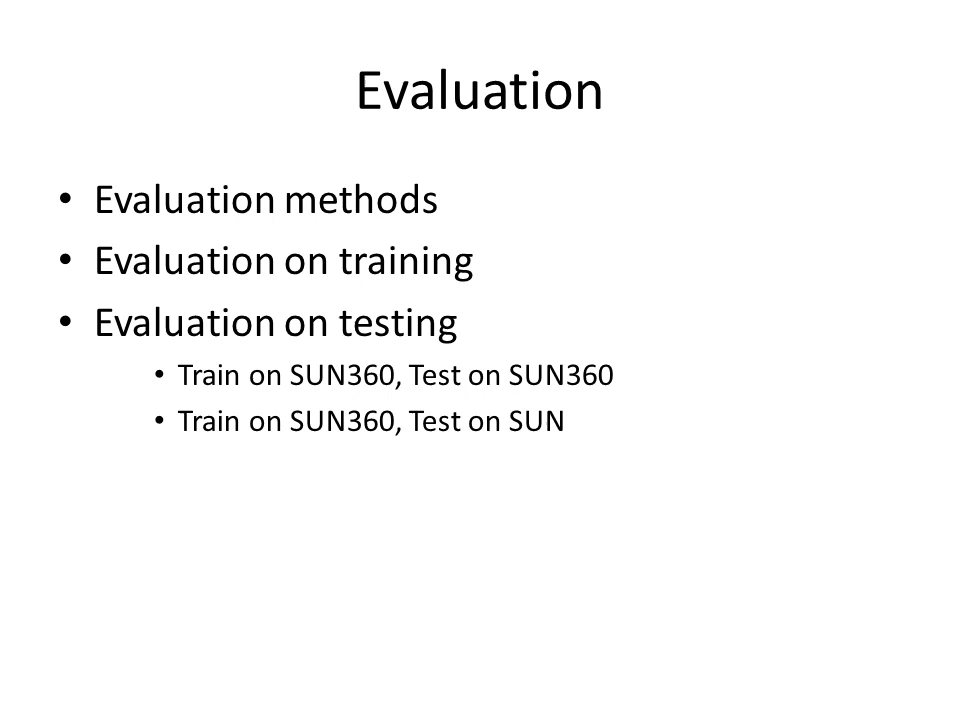 Evaluation
• Evaluation methods
• Evaluation on training
• Evaluation on testing
• Train on SUN360, Test on SUN360
• Train on SUN360, Test on SUN